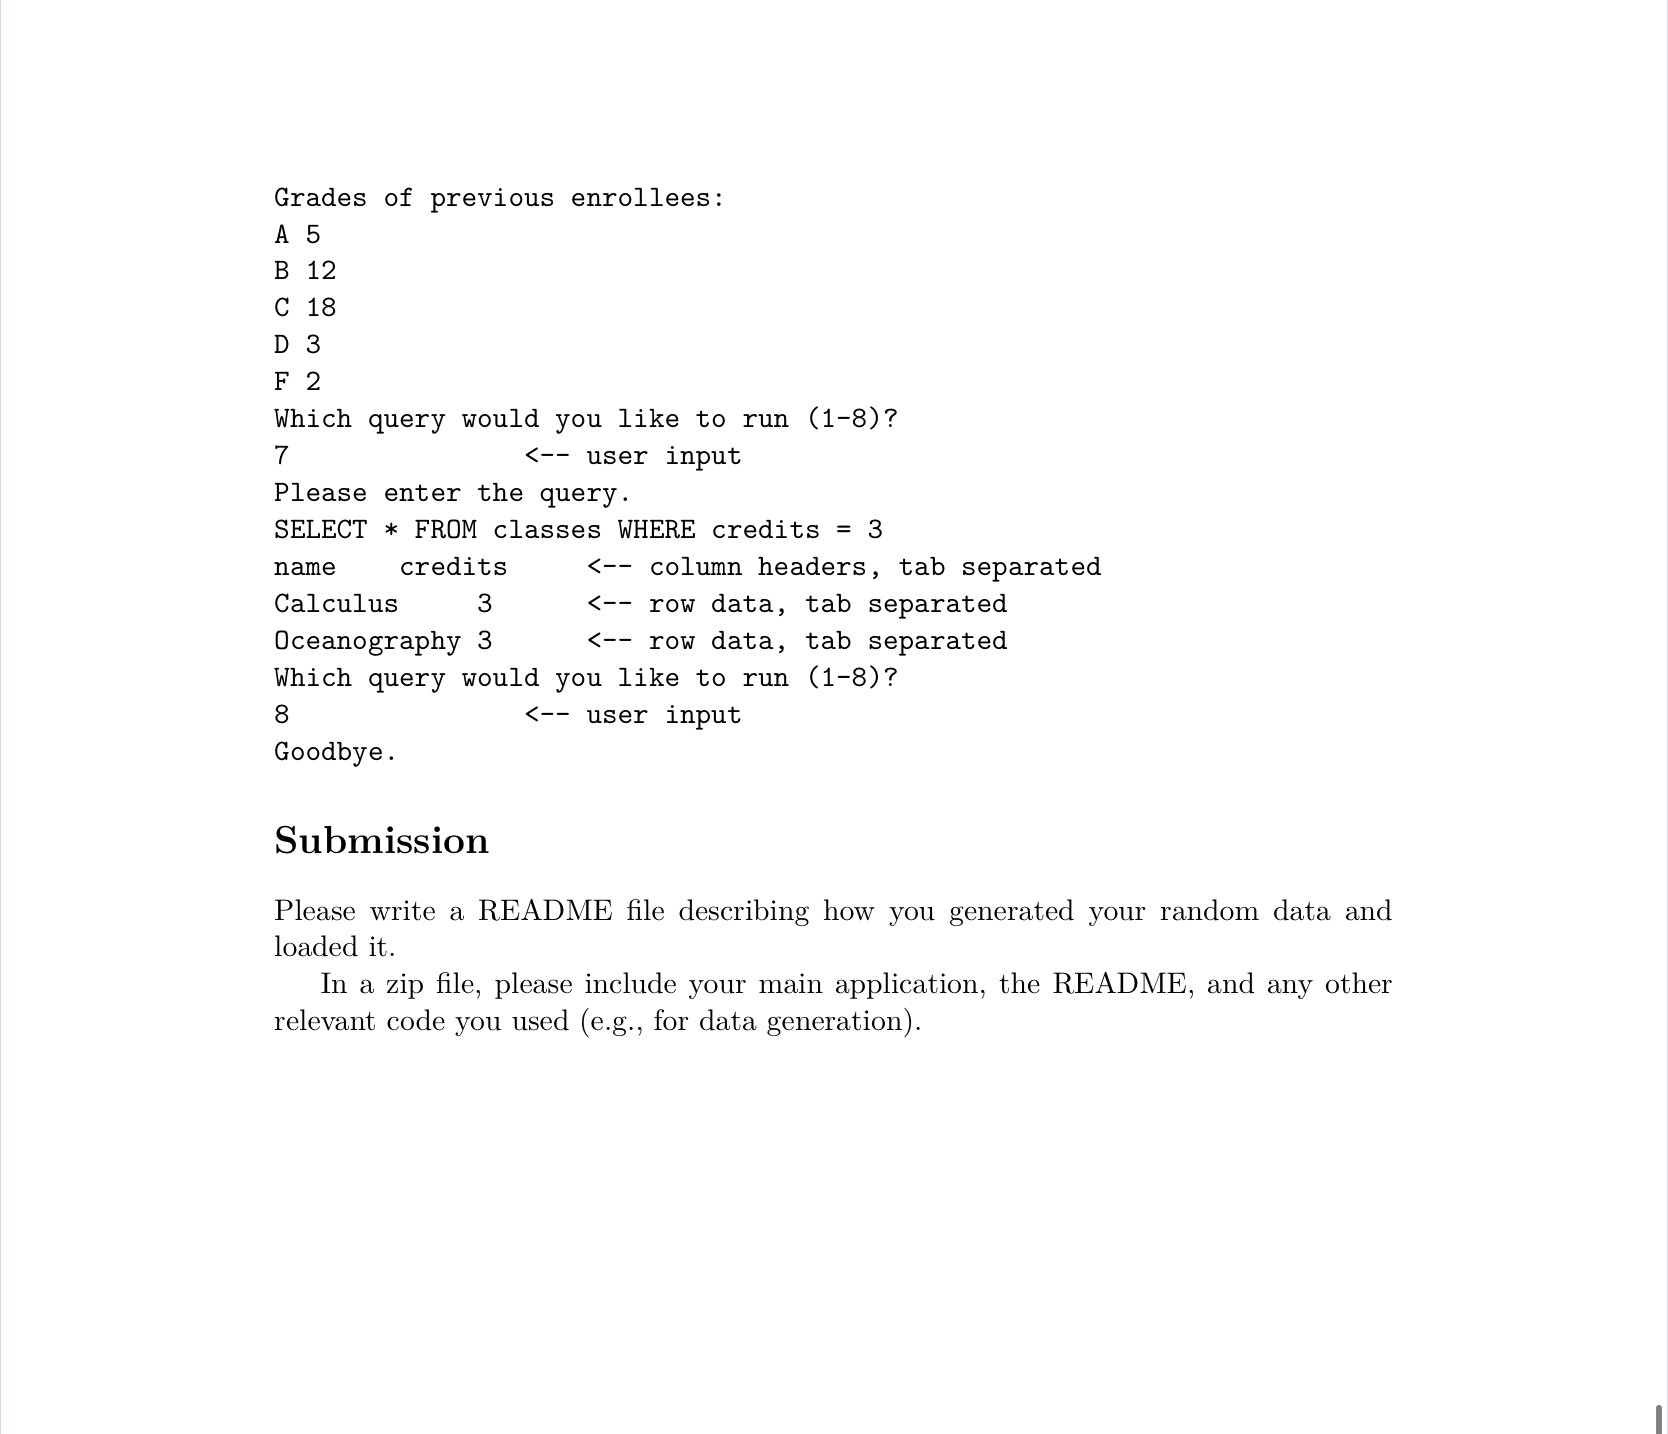 Grades of previous enrollees:
A 5
B 12
C 18
D 3
F 2
Which query would you like to run (1-8)?
7                <-- user input
Please enter the query.
SELECT * FROM classes WHERE credits = 3
name    credits     <-- column headers, tab separated
Calculus     3      <-- row data, tab separated
Oceanography 3      <-- row data, tab separated
Which query would you like to run (1-8)?
8                <-- user input
Goodbye.
Submission
Please write a README file describing how you generated your random data and
loaded it.
In a zip file, please include your main application, the README, and any other
relevant code you used (e.g., for data generation).